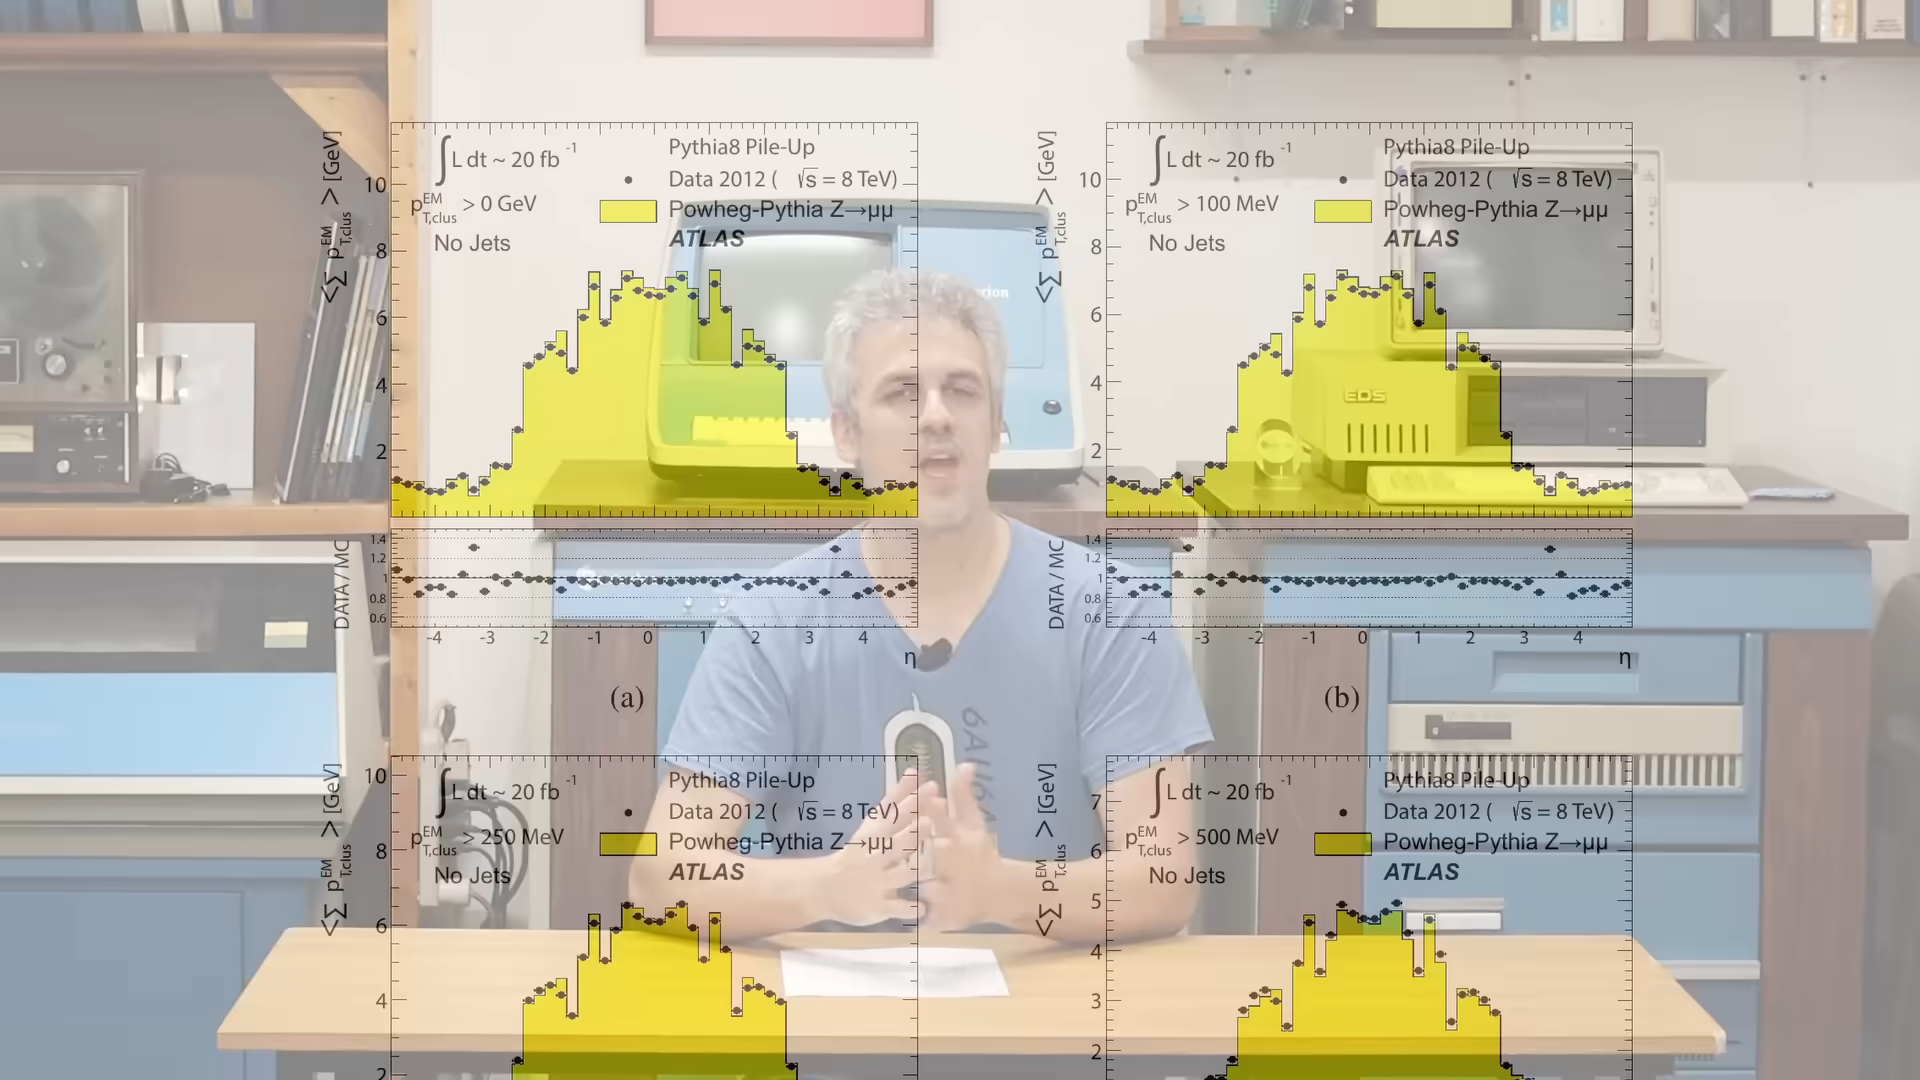 ∫L dt ~ 20 fb⁻¹
Pythia8 Pile-Up
Data 2012 ( √s = 8 TeV)
p^EM_T,clus > 0 GeV
Powheg-Pythia Z→μμ
No Jets
ATLAS
<∑ p^EM_T,clus > [GeV]
10
8
6
4
2
DATA / MC
1.4
1.2
1
0.8
0.6
-4 -3 -2 -1 0 1 2 3 4
η
(a)
∫L dt ~ 20 fb⁻¹
Pythia8 Pile-Up
Data 2012 ( √s = 8 TeV)
p^EM_T,clus > 100 MeV
Powheg-Pythia Z→μμ
No Jets
ATLAS
<∑ p^EM_T,clus > [GeV]
10
8
6
4
2
DATA / MC
1.4
1.2
1
0.8
0.6
-4 -3 -2 -1 0 1 2 3 4
η
(b)
EDS
6AU6A
∫L dt ~ 20 fb⁻¹
Pythia8 Pile-Up
Data 2012 ( √s = 8 TeV)
p^EM_T,clus > 250 MeV
Powheg-Pythia Z→μμ
No Jets
ATLAS
<∑ p^EM_T,clus > [GeV]
10
8
6
4
2
∫L dt ~ 20 fb⁻¹
Pythia8 Pile-Up
Data 2012 ( √s = 8 TeV)
p^EM_T,clus > 500 MeV
Powheg-Pythia Z→μμ
No Jets
ATLAS
<∑ p^EM_T,clus > [GeV]
7
6
5
4
3
2